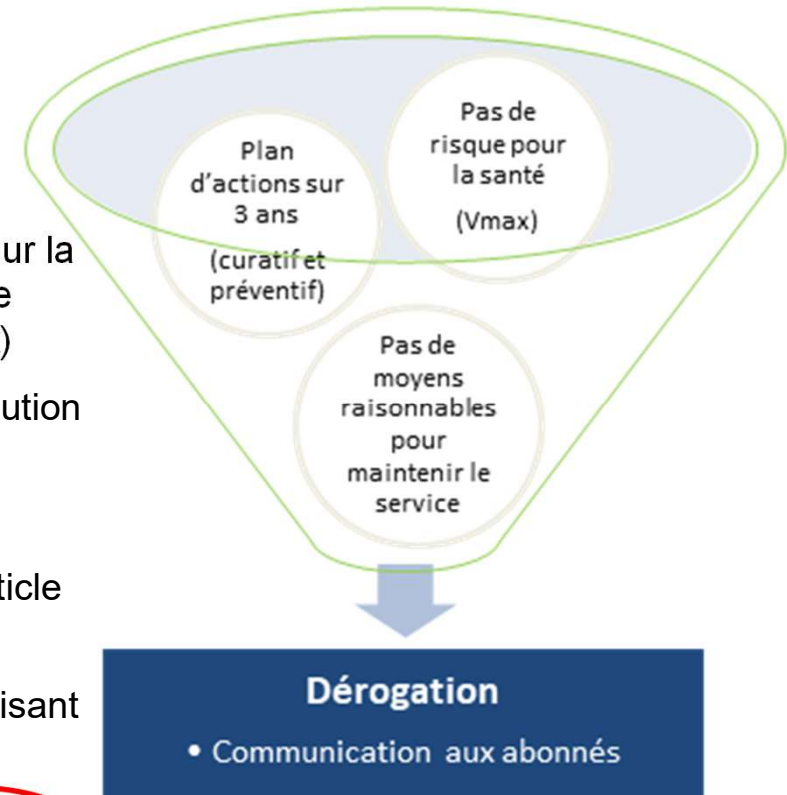 ur la
e
)
ution
ticle
isant
Plan
d'actions sur
3 ans
(curatif et
préventif)
Pas de
risque pour
la santé
(Vmax)
Pas de
moyens
raisonnables
pour
maintenir le
service
Dérogation
• Communication aux abonnés